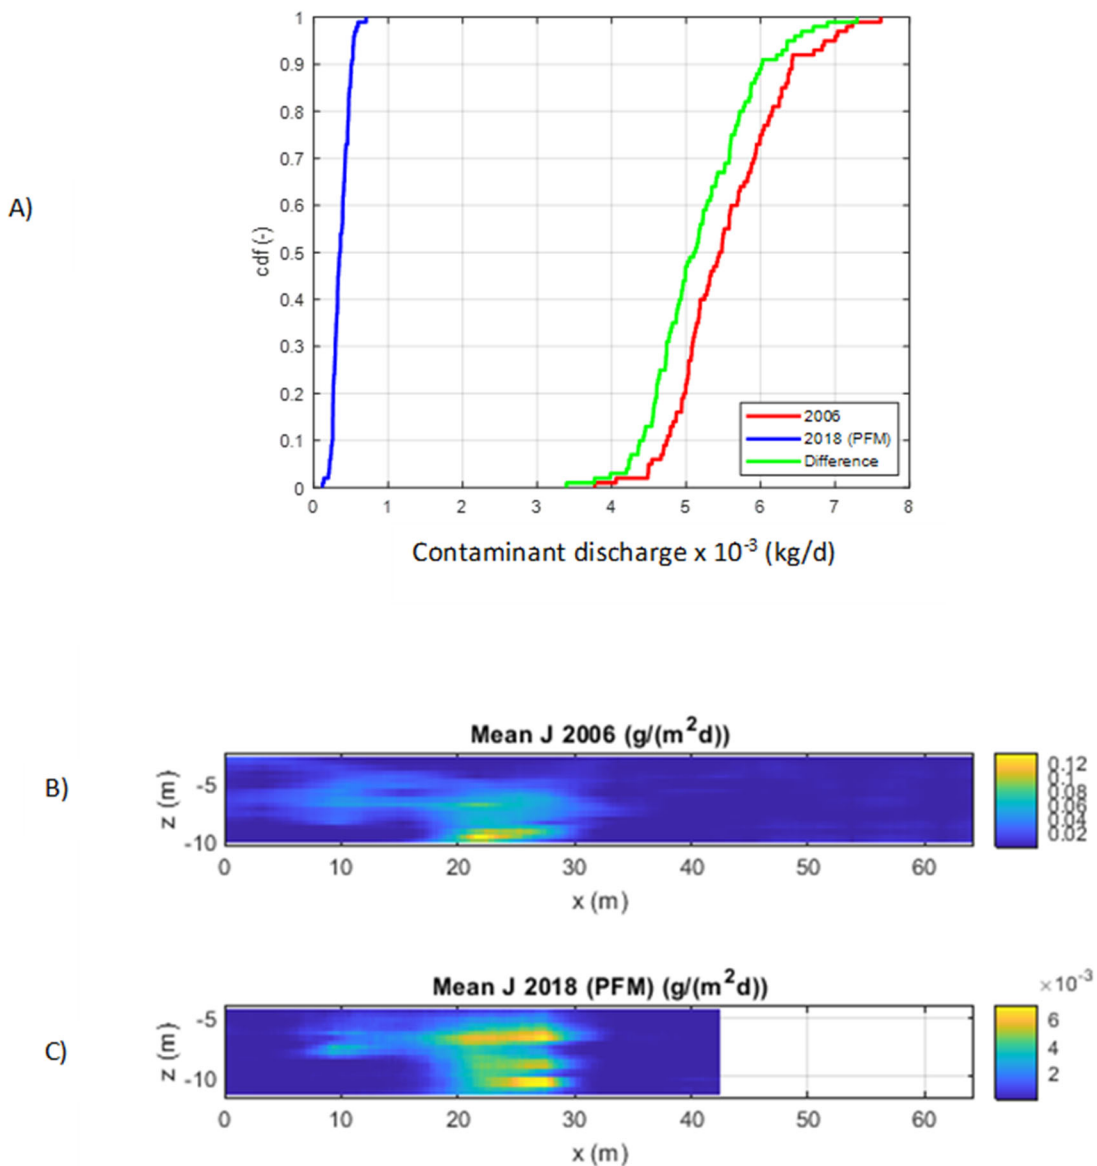 A)
cdf (-)
1
0.9
0.8
0.7
0.6
0.5
0.4
0.3
0.2
0.1
0
0 1 2 3 4 5 6 7 8
2006
2018 (PFM)
Difference
Contaminant discharge x 10-3 (kg/d)
B)
Mean J 2006 (g/(m2d))
z (m)
-5
-10
0 10 20 30 40 50 60
x (m)
0.12
0.1
0.08
0.06
0.04
0.02
C)
Mean J 2018 (PFM) (g/(m2d))
z (m)
-5
-10
0 10 20 30 40 50 60
x (m)
×10-3
6
4
2